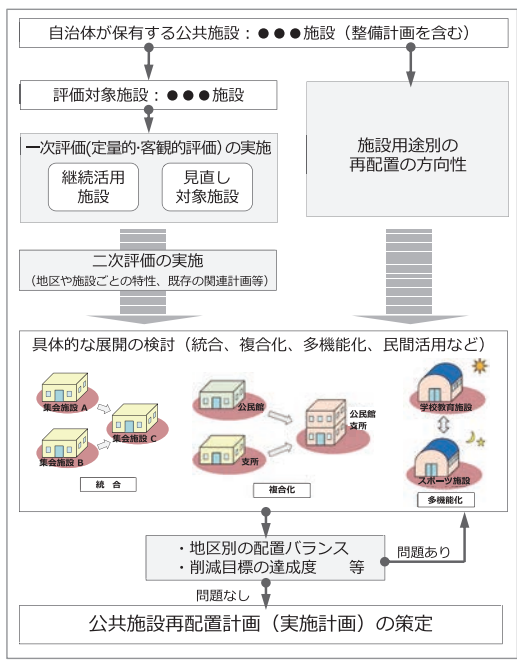 自治体が保有する公共施設：●●●施設（整備計画を含む）
評価対象施設：●●●施設
一次評価(定量的・客観的評価）の実施
継続活用
施設
見直し
対象施設
施設用途別の
再配置の方向性
二次評価の実施
（地区や施設ごとの特性、既存の関連計画等）
具体的な展開の検討（統合、複合化、多機能化、民間活用など）
集会施設 A
集会施設 B
集会施設 C
統　合
公民館
支所
公民館
支所
複合化
学校教育施設
スポーツ施設
多機能化
・地区別の配置バランス
・削減目標の達成度　等
問題あり
問題なし
公共施設再配置計画（実施計画）の策定